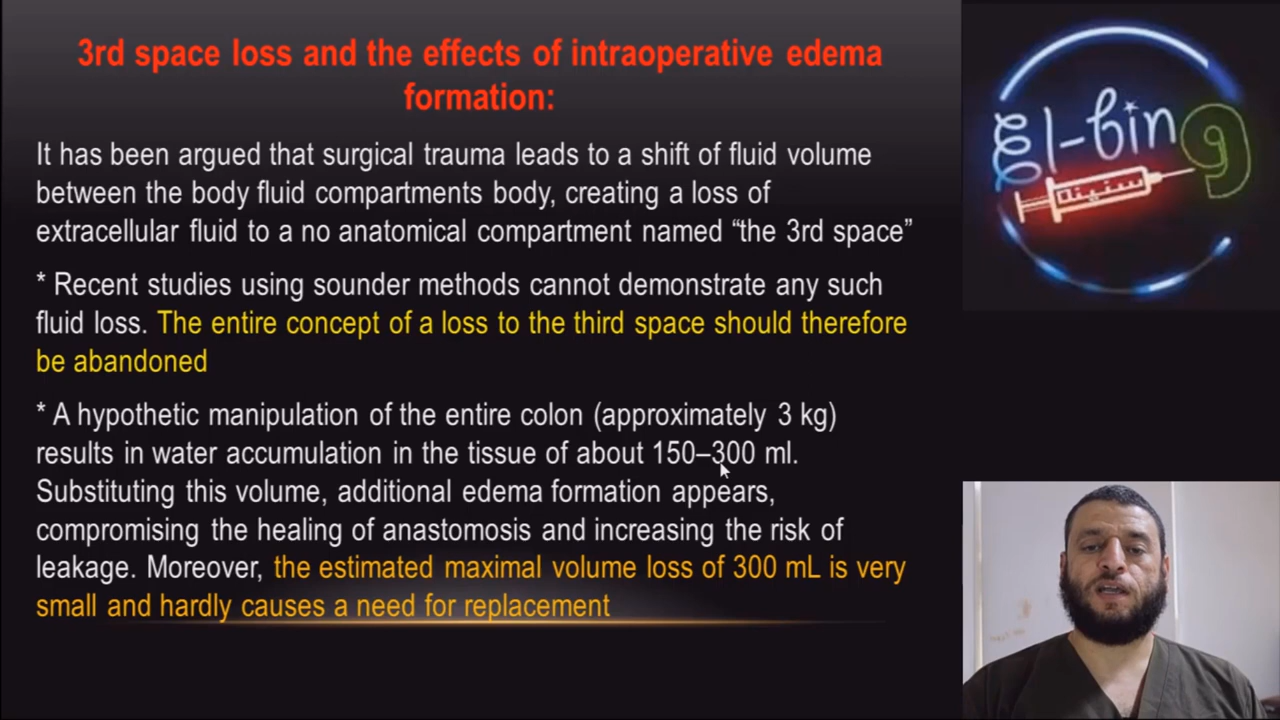 3rd space loss and the effects of intraoperative edema
formation:
It has been argued that surgical trauma leads to a shift of fluid volume
between the body fluid compartments body, creating a loss of
extracellular fluid to a no anatomical compartment named “the 3rd space”
* Recent studies using sounder methods cannot demonstrate any such
fluid loss. The entire concept of a loss to the third space should therefore
be abandoned
* A hypothetic manipulation of the entire colon (approximately 3 kg)
results in water accumulation in the tissue of about 150–300 ml.
Substituting this volume, additional edema formation appears,
compromising the healing of anastomosis and increasing the risk of
leakage. Moreover, the estimated maximal volume loss of 300 mL is very
small and hardly causes a need for replacement
El-bing
سنتينه